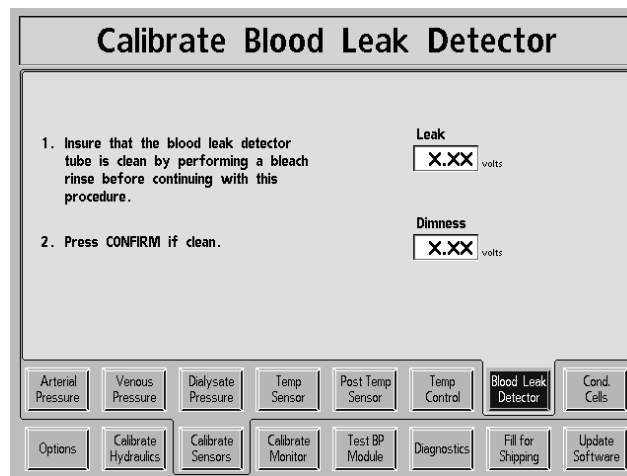 Calibrate Blood Leak Detector
1. Insure that the blood leak detector
tube is clean by performing a bleach
rinse before continuing with this
procedure.
2. Press CONFIRM if clean.
Leak
X.XX volts
Dimness
X.XX volts
Arterial Pressure
Venous Pressure
Dialysate Pressure
Temp Sensor
Post Temp Sensor
Temp Control
Blood Leak Detector
Cond. Cells
Options
Calibrate Hydraulics
Calibrate Sensors
Calibrate Monitor
Test BP Module
Diagnostics
Fill for Shipping
Update Software